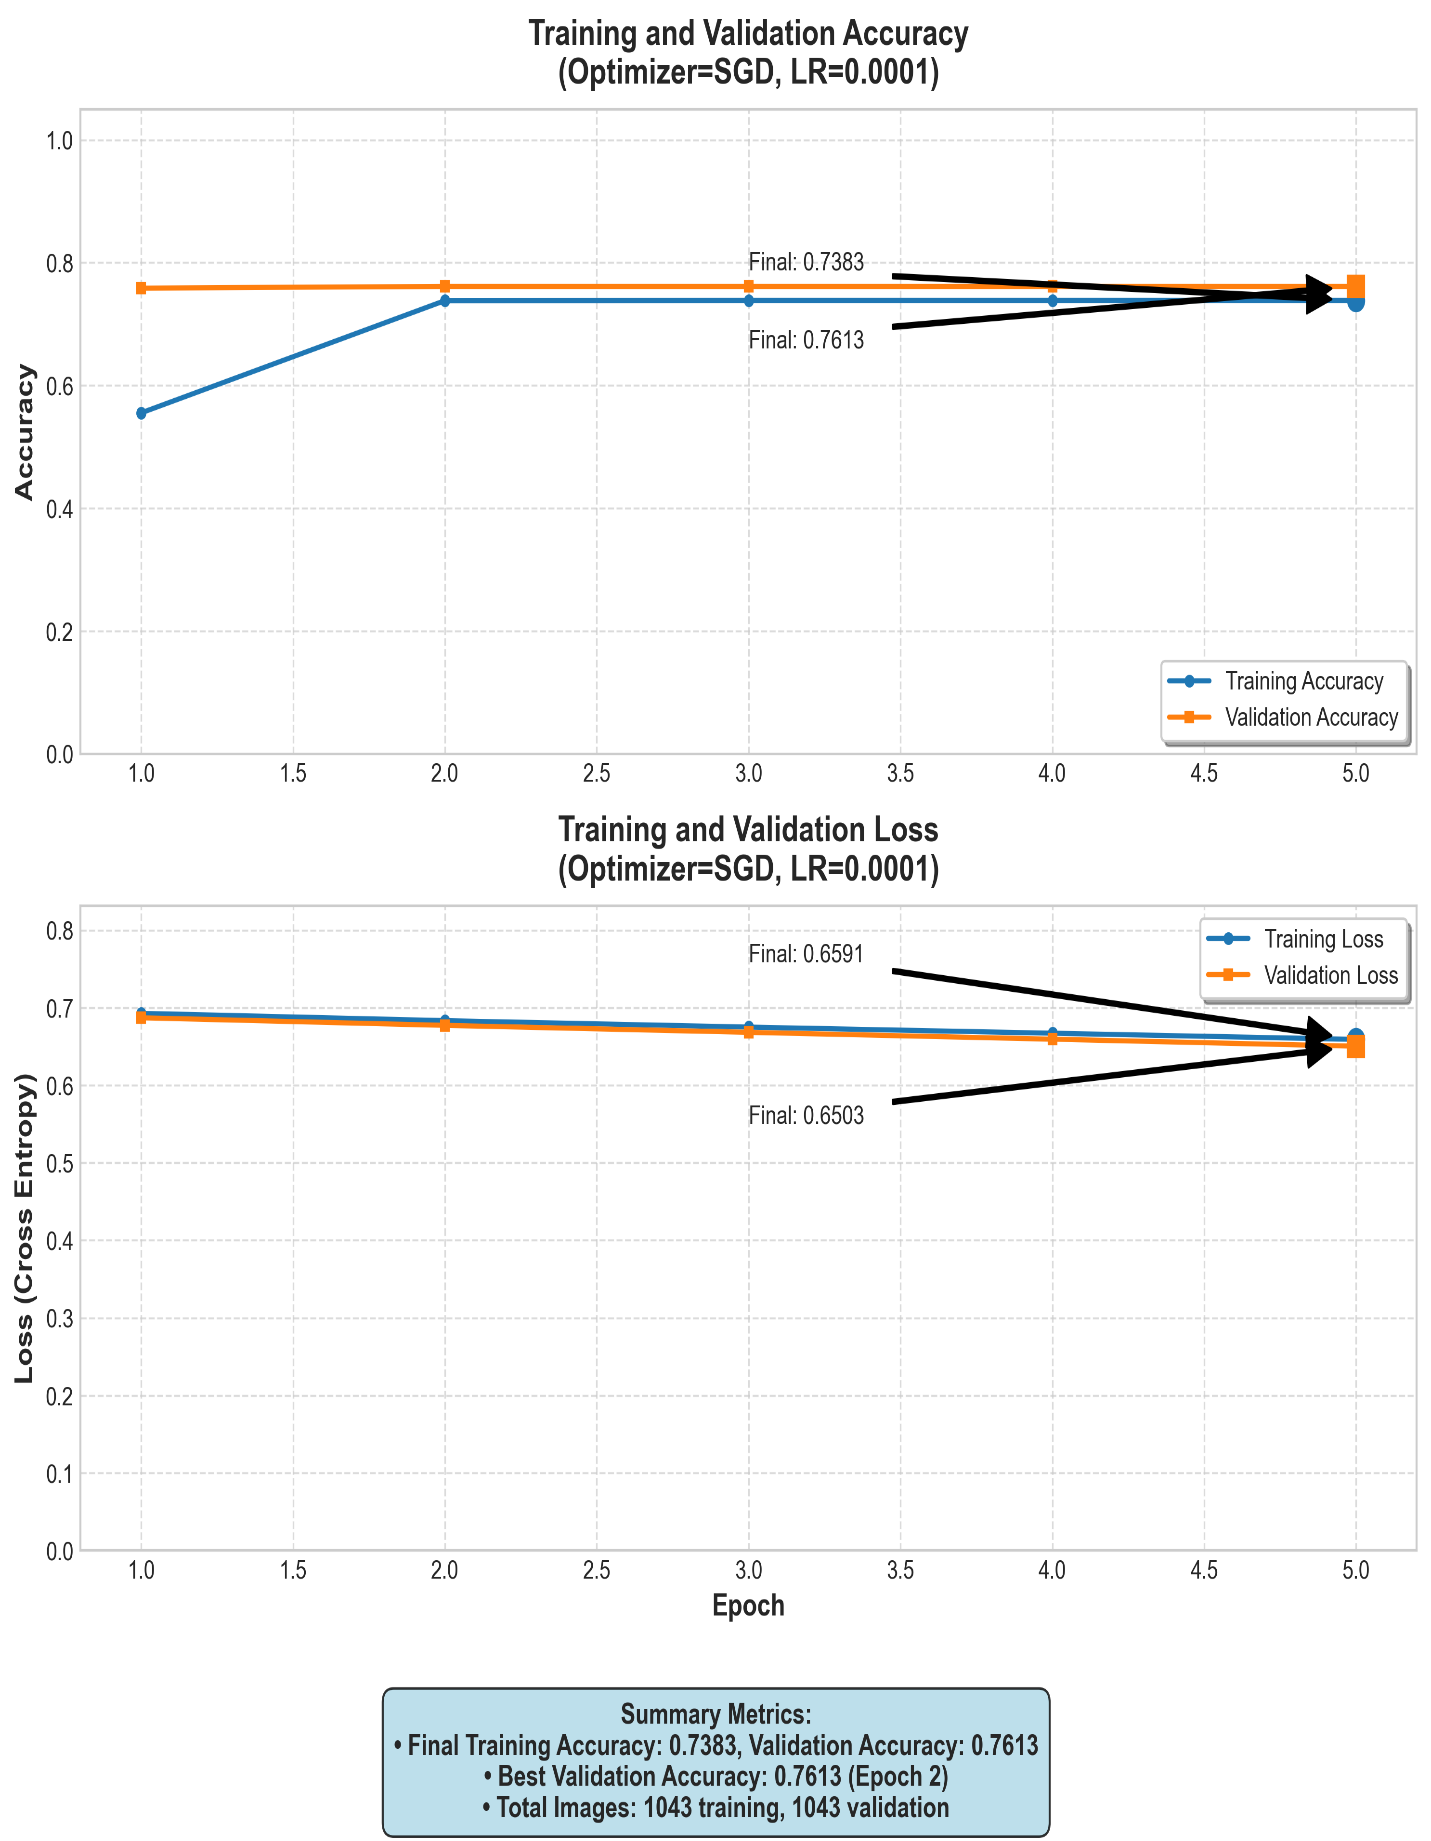 Training and Validation Accuracy
(Optimizer=SGD, LR=0.0001)
Accuracy
1.0
0.8
0.6
0.4
0.2
0.0
Final: 0.7383
Final: 0.7613
Training Accuracy
Validation Accuracy
1.0 1.5 2.0 2.5 3.0 3.5 4.0 4.5 5.0
Training and Validation Loss
(Optimizer=SGD, LR=0.0001)
Loss (Cross Entropy)
0.8
0.7
0.6
0.5
0.4
0.3
0.2
0.1
0.0
Final: 0.6591
Final: 0.6503
Training Loss
Validation Loss
1.0 1.5 2.0 2.5 3.0 3.5 4.0 4.5 5.0
Epoch
Summary Metrics:
• Final Training Accuracy: 0.7383, Validation Accuracy: 0.7613
• Best Validation Accuracy: 0.7613 (Epoch 2)
• Total Images: 1043 training, 1043 validation